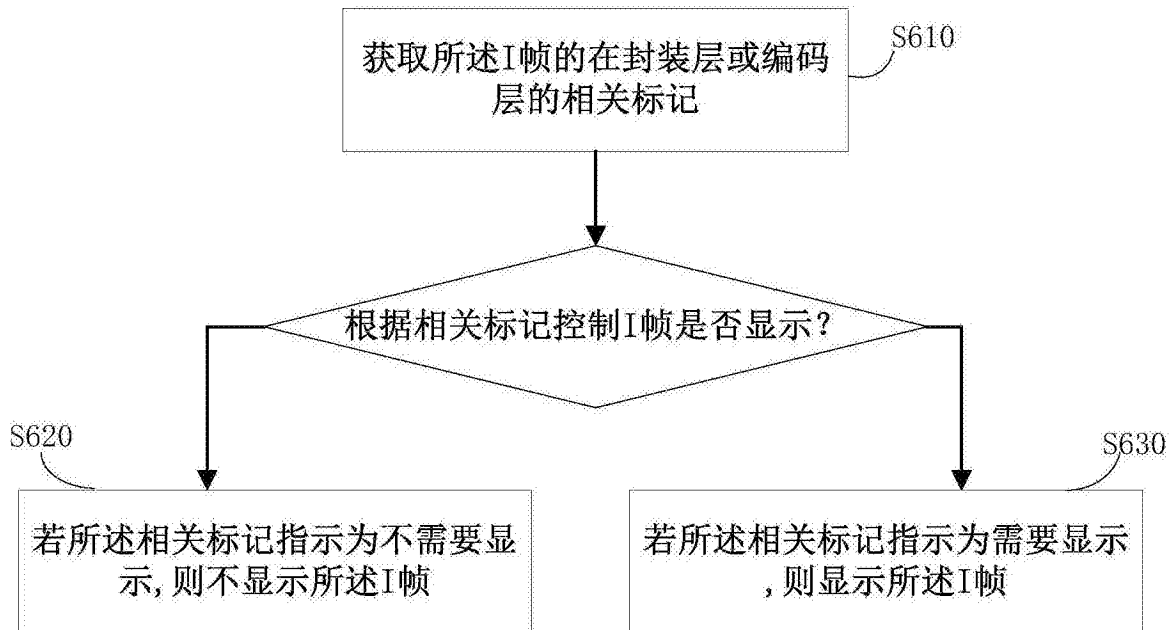 获取所述I帧的在封装层或编码
层的相关标记
S610
根据相关标记控制I帧是否显示?
S620
S630
若所述相关标记指示为不需要显
示,则不显示所述I帧
若所述相关标记指示为需要显示
,则显示所述I帧